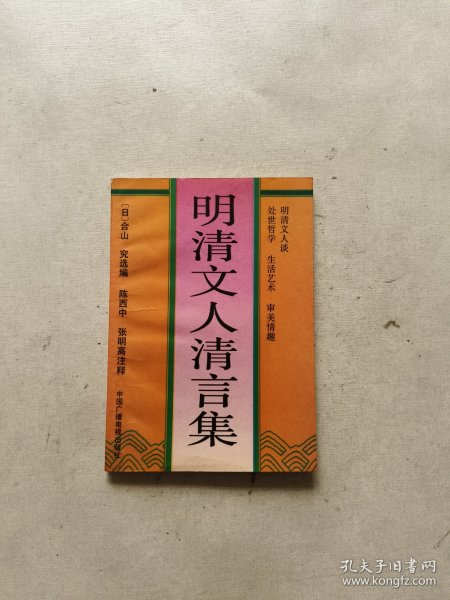 明清文人谈
处世哲学 生活艺术 审美情趣
明清文人清言集
〔日〕合山 究选编 陈西中 张明高注释
中国广播电视出版社
孔夫子旧书网
www.kongfz.com